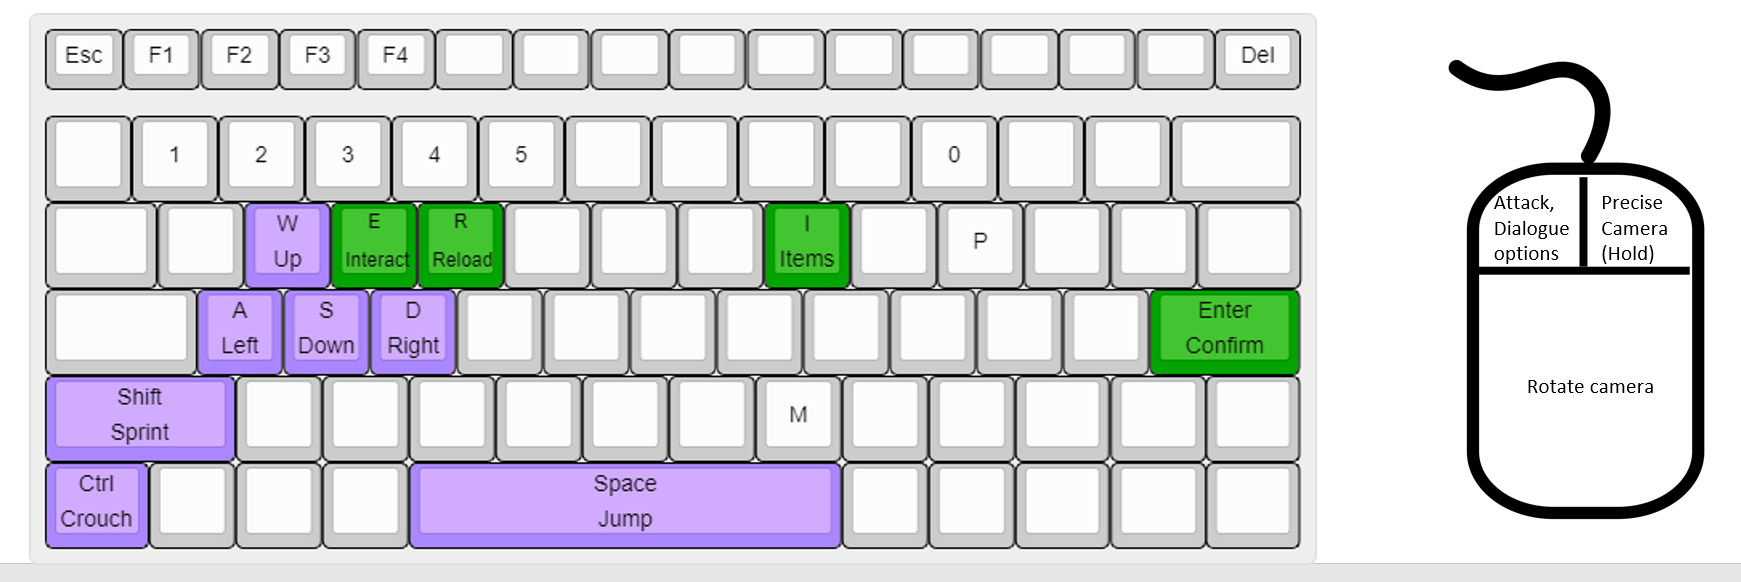 Esc F1 F2 F3 F4 Del
1 2 3 4 5 0
W E R I P
Up Interact Reload Items
A S D Enter
Left Down Right Confirm
Shift
Sprint
M
Ctrl Space
Crouch Jump
Attack,
Dialogue
options
Precise
Camera
(Hold)
Rotate camera